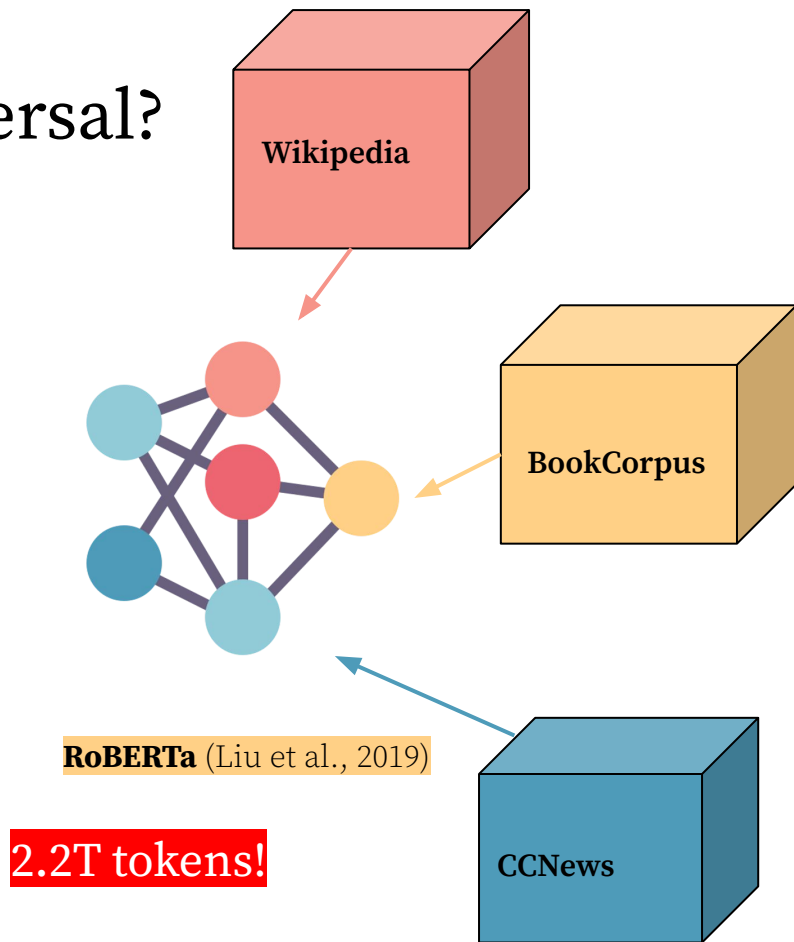 ersal?
Wikipedia
BookCorpus
RoBERTa (Liu et al., 2019)
2.2T tokens!
CCNews